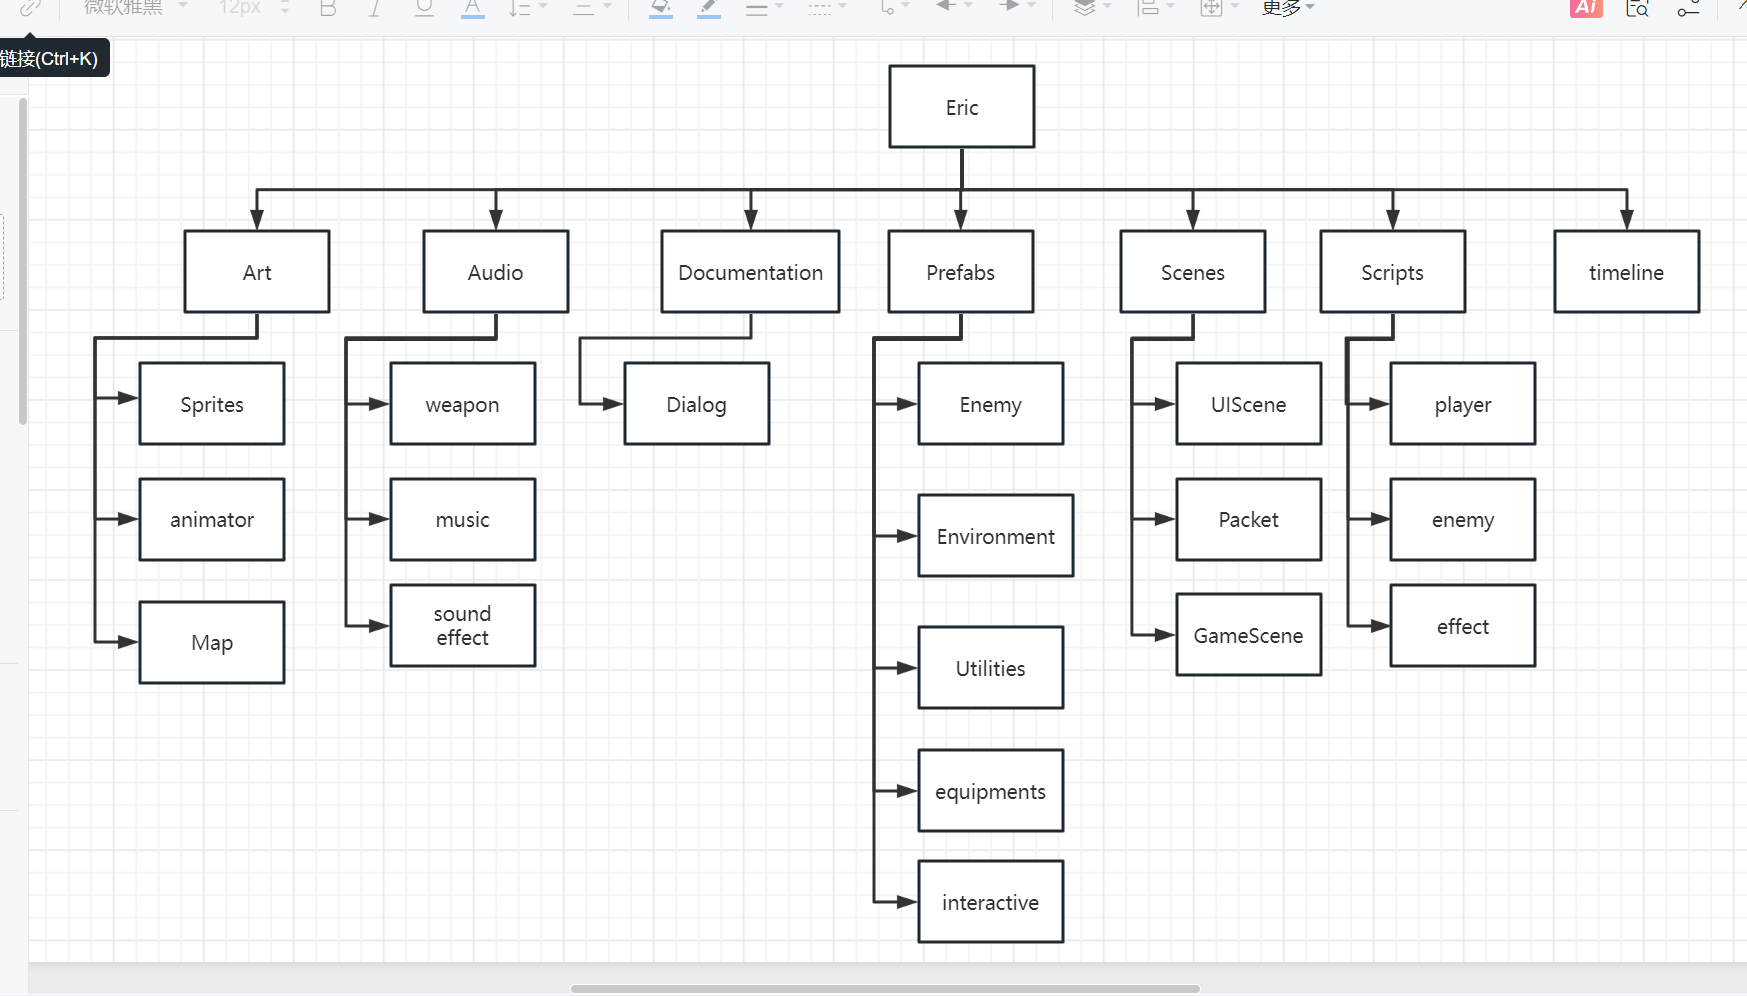 微软雅黑 12px B I U A 更多 Ai
链接(Ctrl+K)
Eric
Art Audio Documentation Prefabs Scenes Scripts timeline
Sprites weapon Dialog Enemy UIScene player
animator music Environment Packet enemy
sound
effect
Map Utilities GameScene effect
equipments
interactive